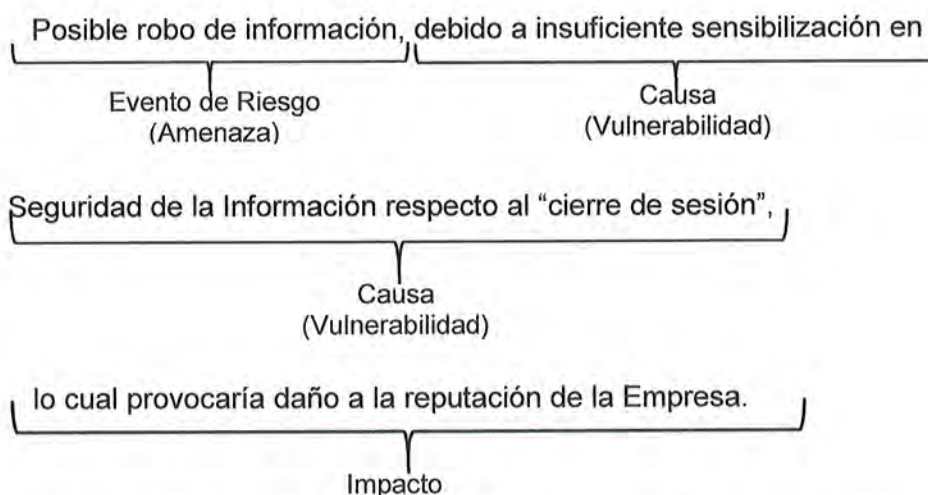 Posible robo de información, debido a insuficiente sensibilización en
Evento de Riesgo
(Amenaza)
Causa
(Vulnerabilidad)
Seguridad de la Información respecto al “cierre de sesión”,
Causa
(Vulnerabilidad)
lo cual provocaría daño a la reputación de la Empresa.
Impacto